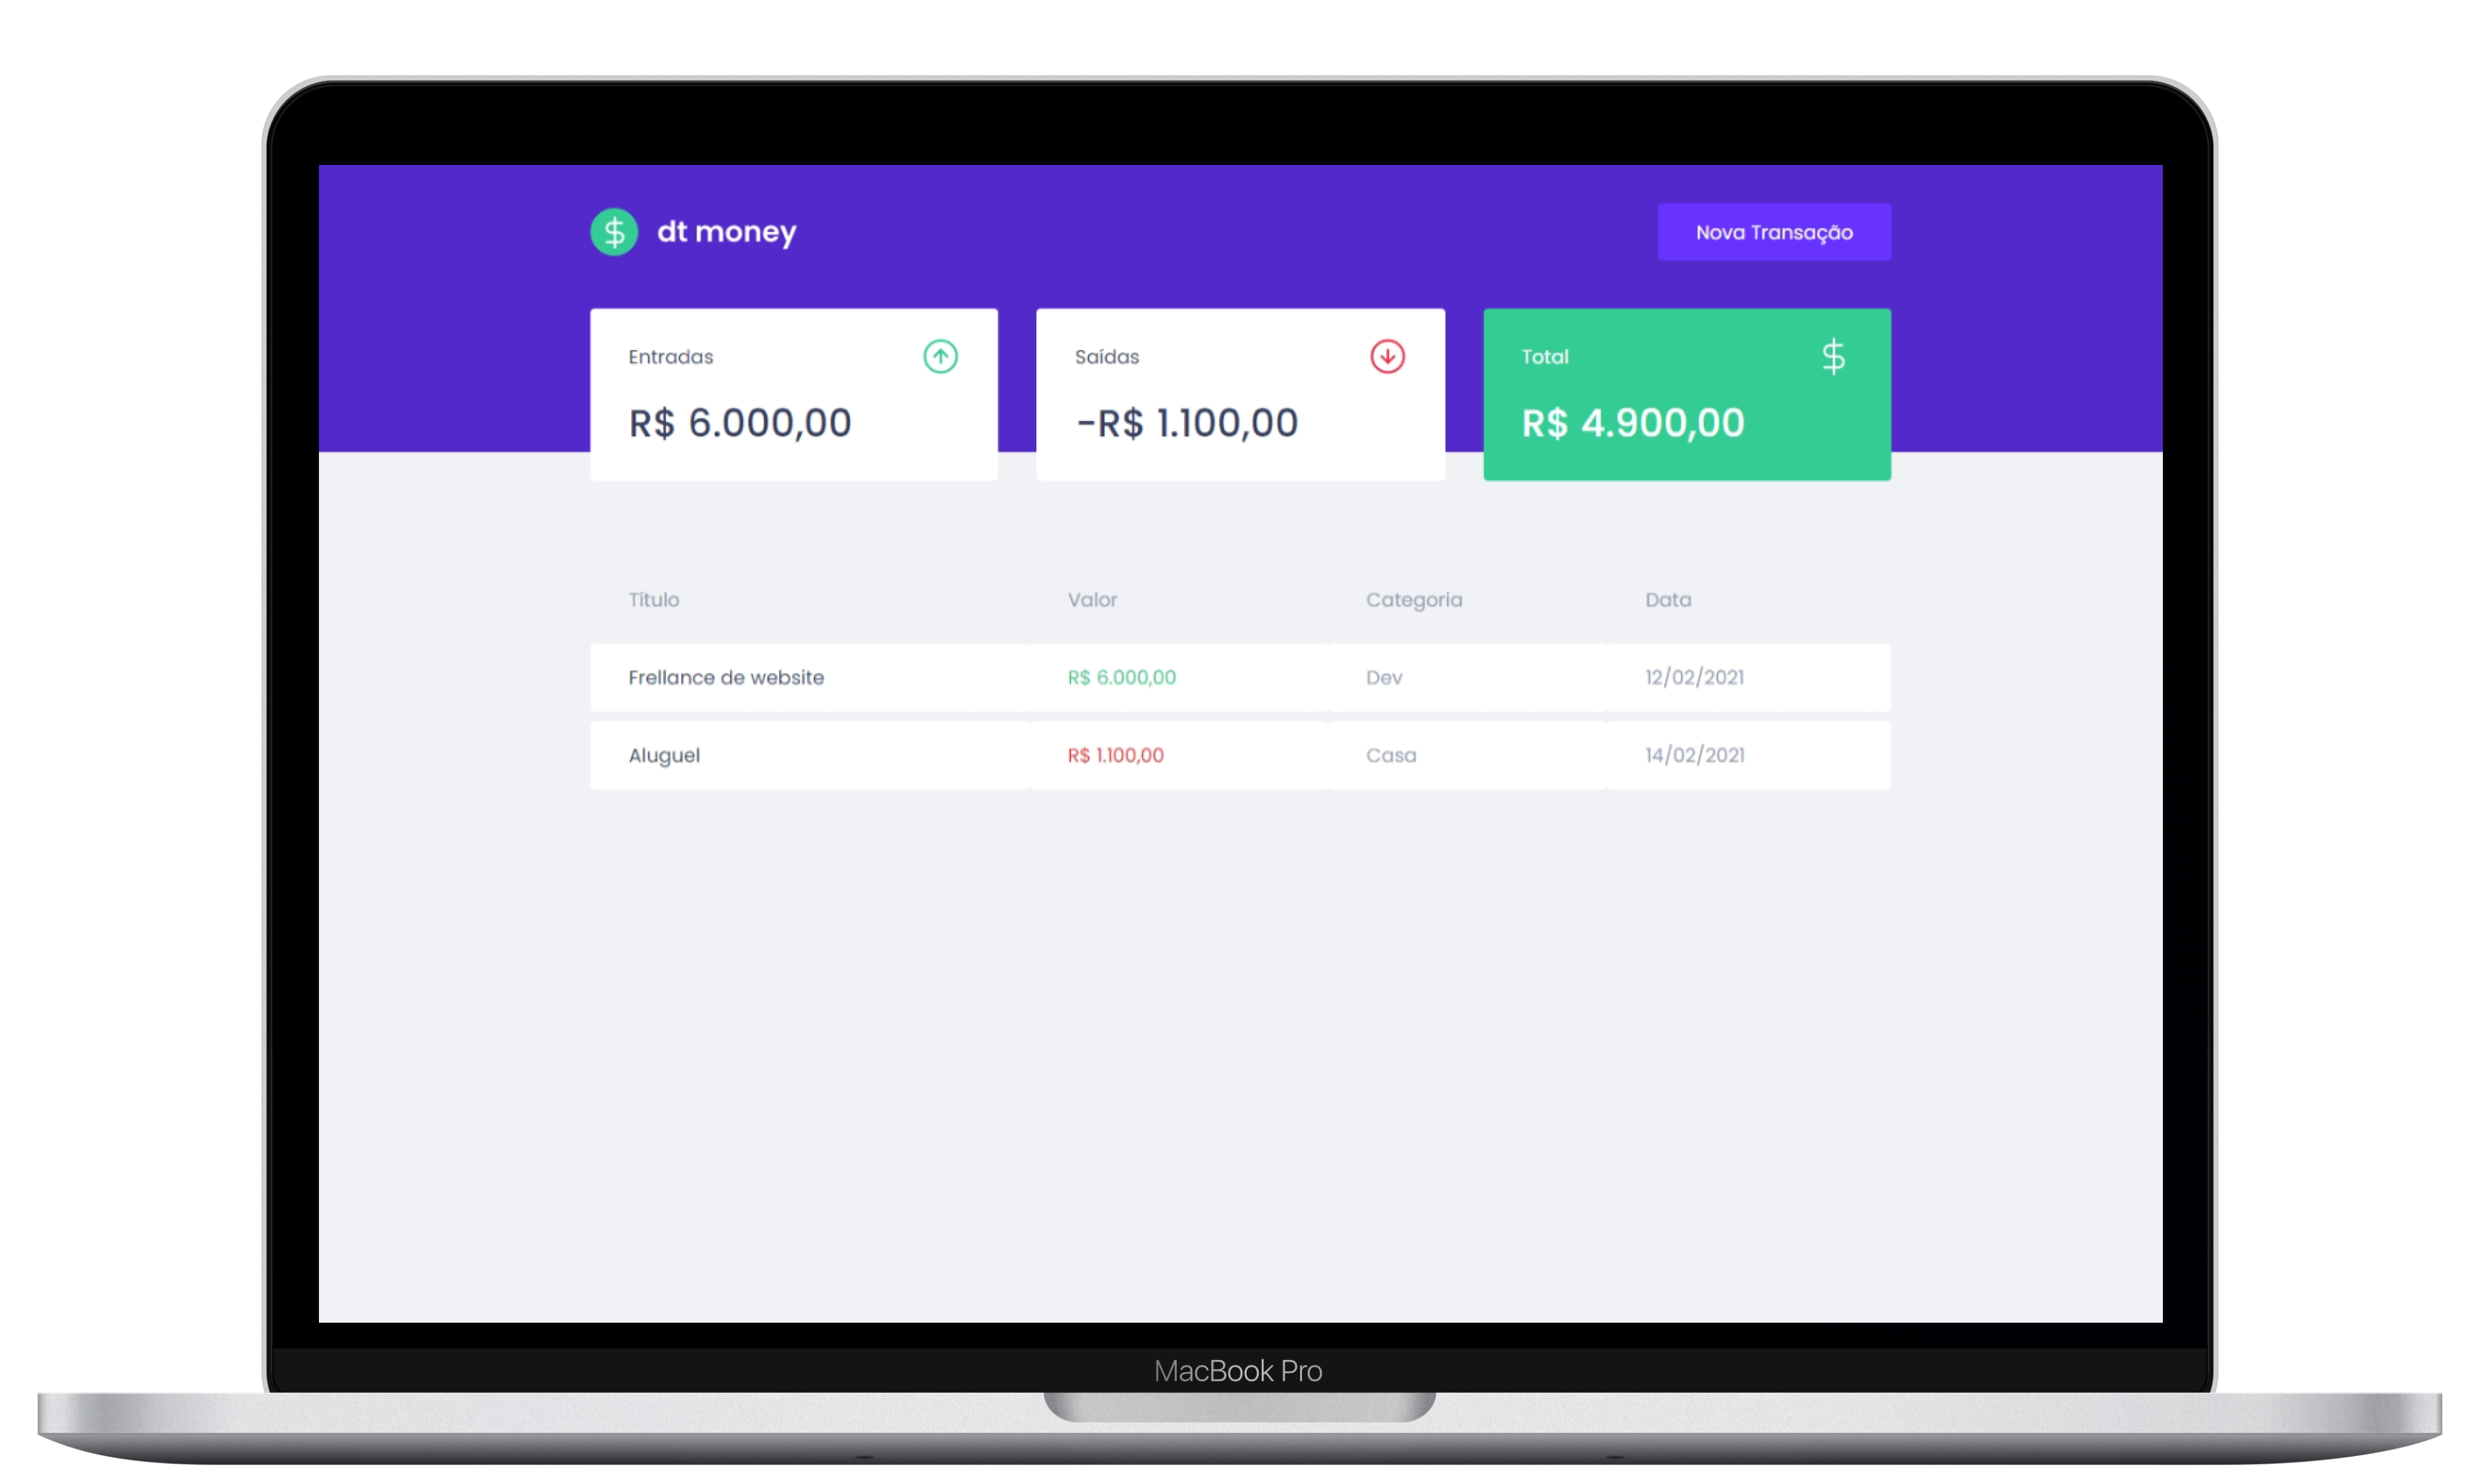 $ dt money
Nova Transação
Entradas
R$ 6.000,00
Saídas
-R$ 1.100,00
Total $
R$ 4.900,00
Título Valor Categoria Data
Frellance de website R$ 6.000,00 Dev 12/02/2021
Aluguel R$ 1.100,00 Casa 14/02/2021
MacBook Pro